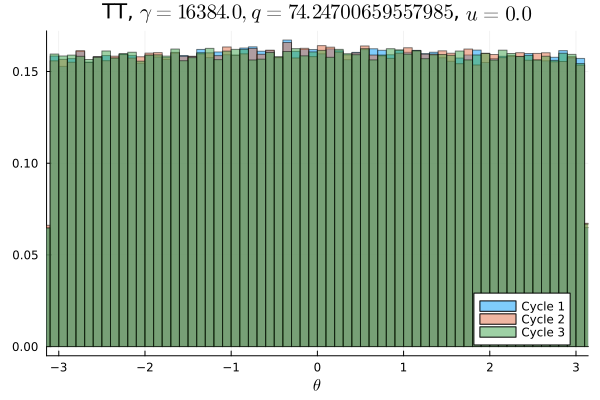 TT, γ = 16384.0, q = 74.24700659557985, u = 0.0
0.15
0.10
0.05
0.00
−3 −2 −1 0 1 2 3
θ
Cycle 1
Cycle 2
Cycle 3